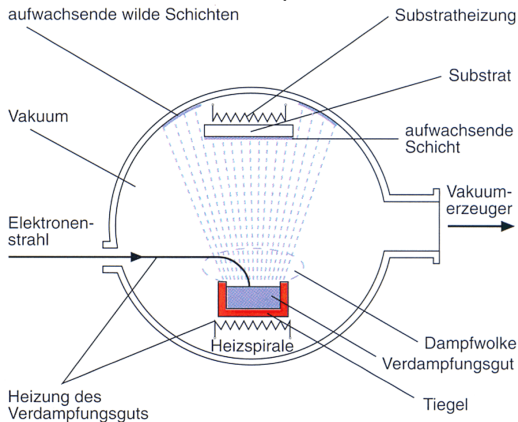 aufwachsende wilde Schichten
Substratheizung
Substrat
Vakuum
aufwachsende
Schicht
Vakuum-
erzeuger
Elektronen-
strahl
Heizspirale
Dampfwolke
Verdampfungsgut
Heizung des
Verdampfungsguts
Tiegel